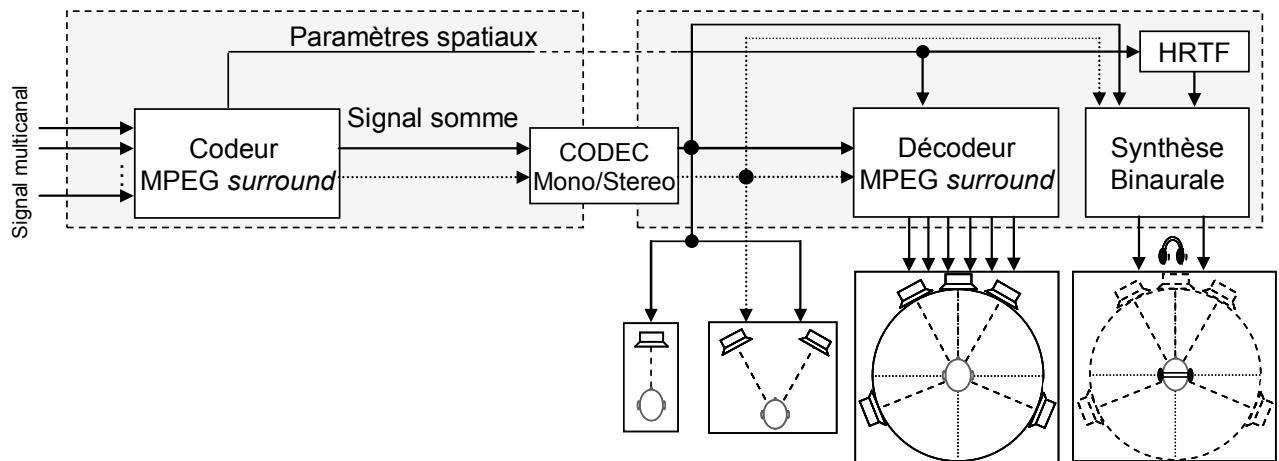 Paramètres spatiaux
HRTF
Signal multicanal
Codeur
MPEG surround
Signal somme
CODEC
Mono/Stereo
Décodeur
MPEG surround
Synthèse
Binaurale